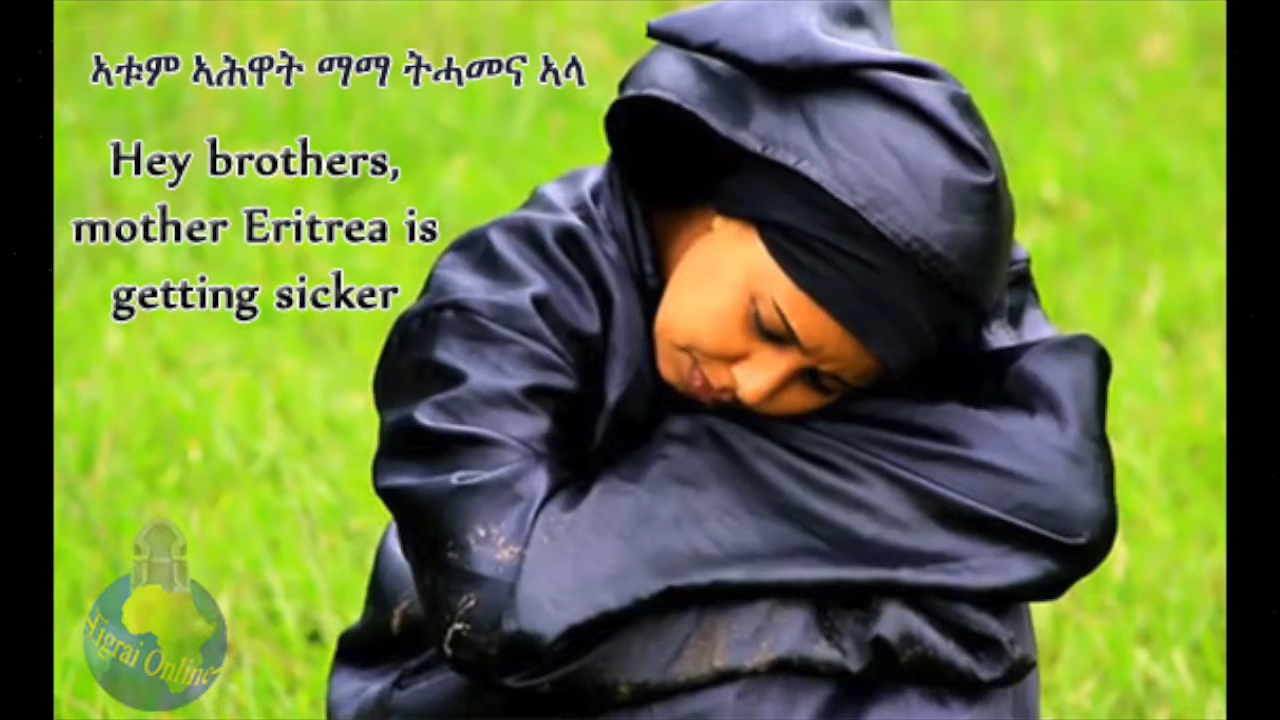 ኣቱም ኣሕዋት ማማ ትሓመና ኣላ
Hey brothers,
mother Eritrea is
getting sicker
Tigrai Online